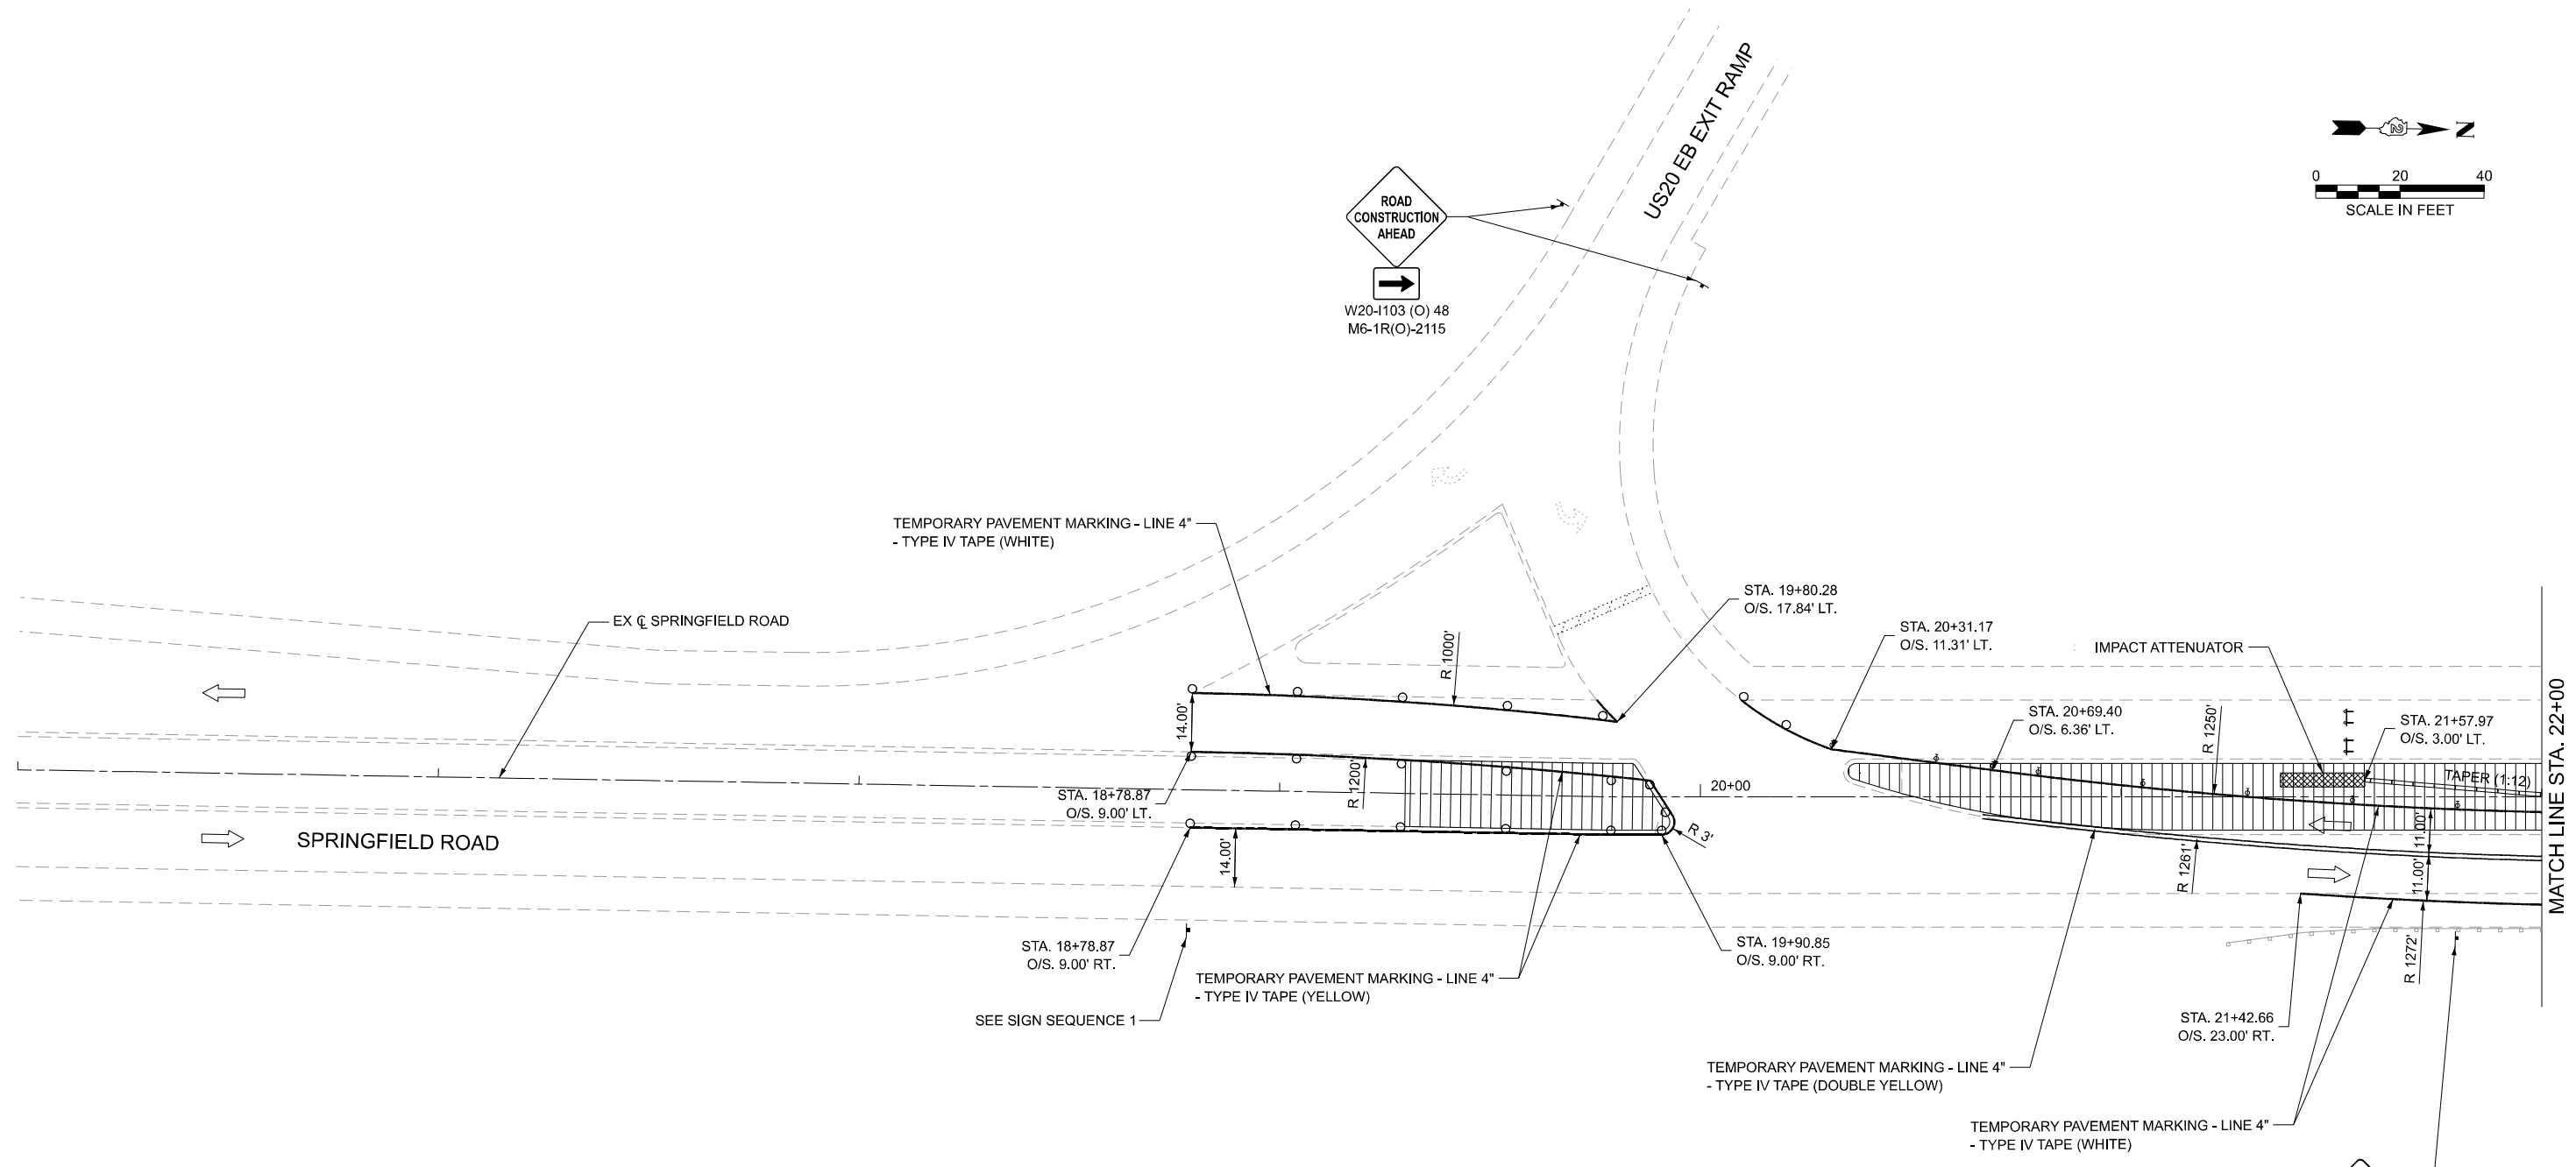 US20 EB EXIT RAMP
N
0 20 40
SCALE IN FEET
ROAD
CONSTRUCTION
AHEAD
W20-I103 (O) 48
M6-1R(O)-2115
TEMPORARY PAVEMENT MARKING - LINE 4"
- TYPE IV TAPE (WHITE)
EX ℄ SPRINGFIELD ROAD
R 1000'
STA. 19+80.28
O/S. 17.84' LT.
STA. 20+31.17
O/S. 11.31' LT.
IMPACT ATTENUATOR
STA. 20+69.40
O/S. 6.36' LT.
R 1250'
STA. 21+57.97
O/S. 3.00' LT.
TAPER (1:12)
MATCH LINE STA. 22+00
14.00'
STA. 18+78.87
O/S. 9.00' LT.
R 1200'
20+00
R 3'
SPRINGFIELD ROAD
14.00'
R 1261'
11.00'
11.00'
R 1272'
STA. 18+78.87
O/S. 9.00' RT.
SEE SIGN SEQUENCE 1
TEMPORARY PAVEMENT MARKING - LINE 4"
- TYPE IV TAPE (YELLOW)
STA. 19+90.85
O/S. 9.00' RT.
STA. 21+42.66
O/S. 23.00' RT.
TEMPORARY PAVEMENT MARKING - LINE 4"
- TYPE IV TAPE (DOUBLE YELLOW)
TEMPORARY PAVEMENT MARKING - LINE 4"
- TYPE IV TAPE (WHITE)